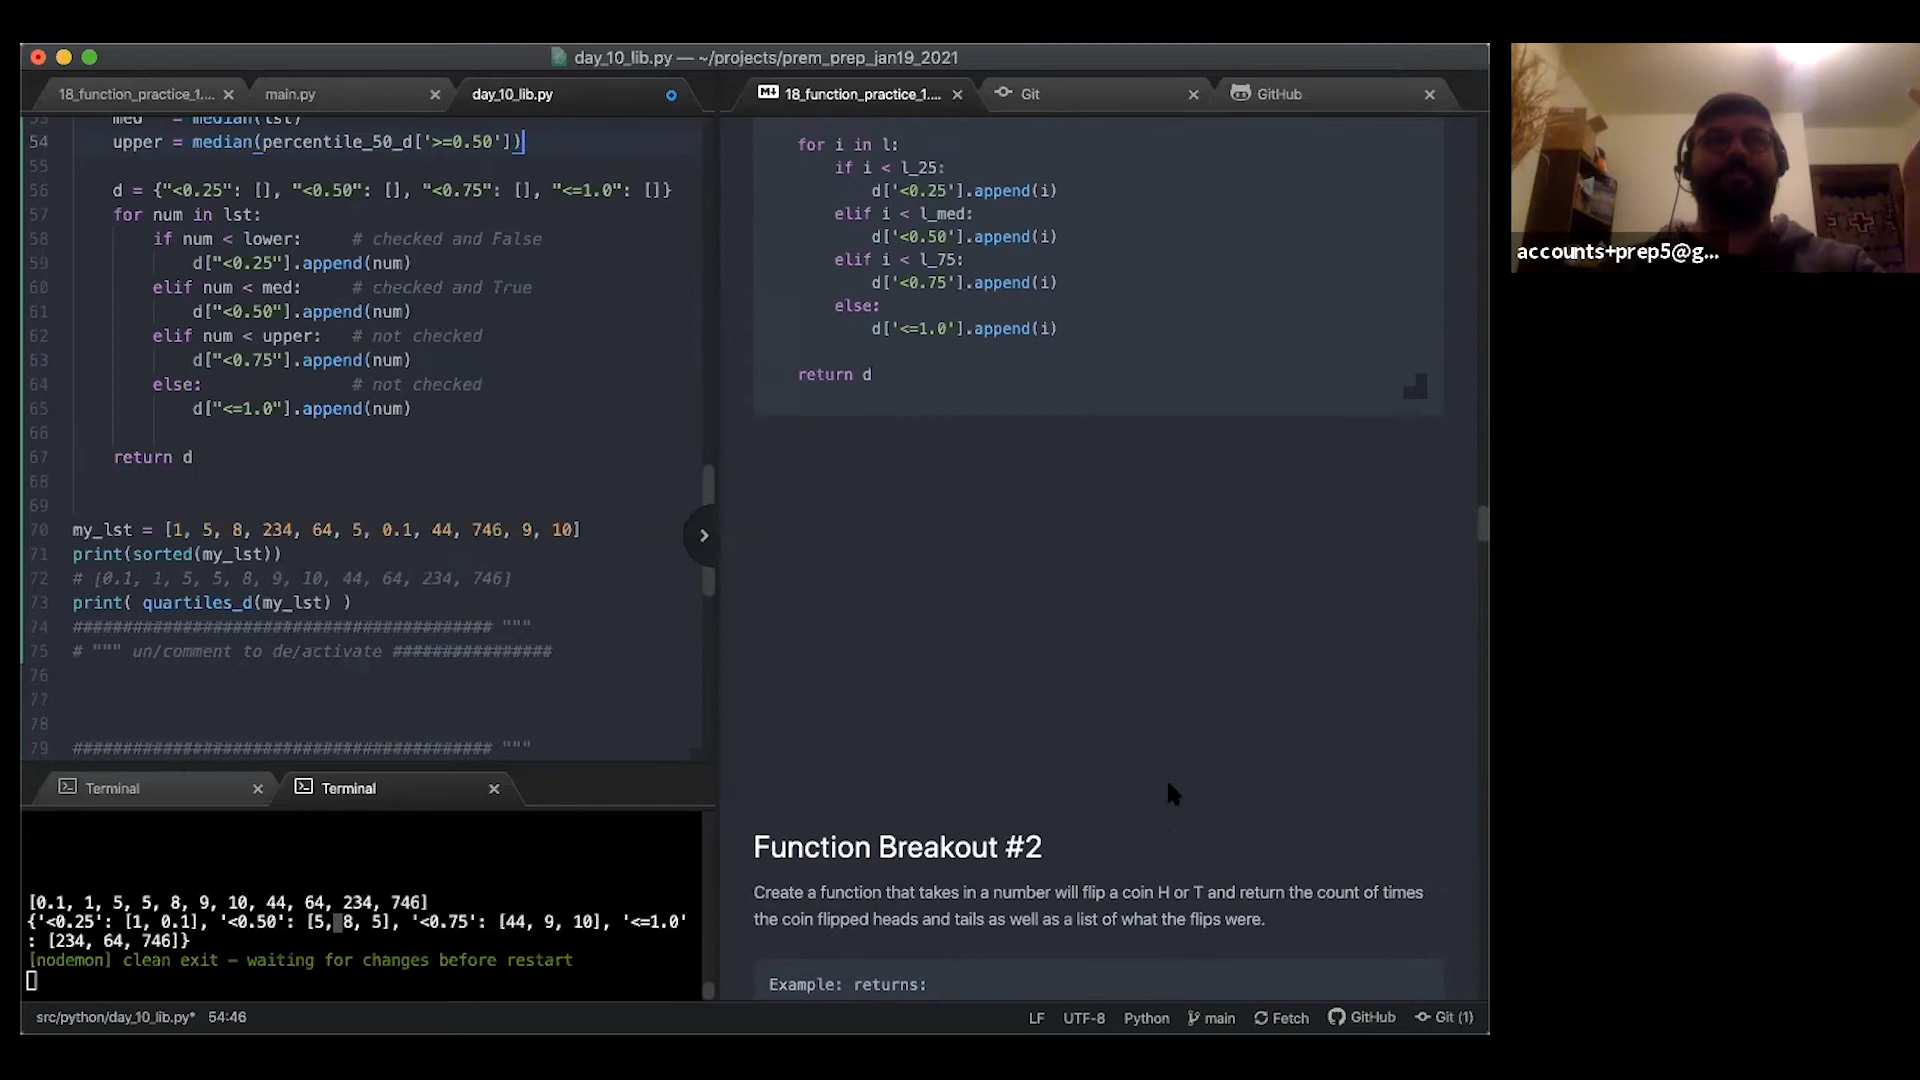 day_10_lib.py — ~/projects/prem_prep_jan19_2021
18_function_practice_1....
main.py
day_10_lib.py
18_function_practice_1....
Git
GitHub
53 med = median(lst)
54 upper = median(percentile_50_d['>=0.50'])
55
56 d = {"<0.25": [], "<0.50": [], "<0.75": [], "<=1.0": []}
57 for num in lst:
58 if num < lower: # checked and False
59 d["<0.25"].append(num)
60 elif num < med: # checked and True
61 d["<0.50"].append(num)
62 elif num < upper: # not checked
63 d["<0.75"].append(num)
64 else: # not checked
65 d["<=1.0"].append(num)
66
67 return d
68
69
70 my_lst = [1, 5, 8, 234, 64, 5, 0.1, 44, 746, 9, 10]
71 print(sorted(my_lst))
72 # [0.1, 1, 5, 5, 8, 9, 10, 44, 64, 234, 746]
73 print( quartiles_d(my_lst) )
74 ########################################## """
75 # """ un/comment to de/activate ################
76
77
78
79 ########################################## """
for i in l:
if i < l_25:
d['<0.25'].append(i)
elif i < l_med:
d['<0.50'].append(i)
elif i < l_75:
d['<0.75'].append(i)
else:
d['<=1.0'].append(i)
return d
Function Breakout #2
Create a function that takes in a number will flip a coin H or T and return the count of times
the coin flipped heads and tails as well as a list of what the flips were.
Example: returns:
Terminal
Terminal
[0.1, 1, 5, 5, 8, 9, 10, 44, 64, 234, 746]
{'<0.25': [1, 0.1], '<0.50': [5, 8, 5], '<0.75': [44, 9, 10], '<=1.0'
: [234, 64, 746]}
[nodemon] clean exit - waiting for changes before restart
src/python/day_10_lib.py* 54:46
LF UTF-8 Python main Fetch GitHub Git (1)
accounts+prep5@g...